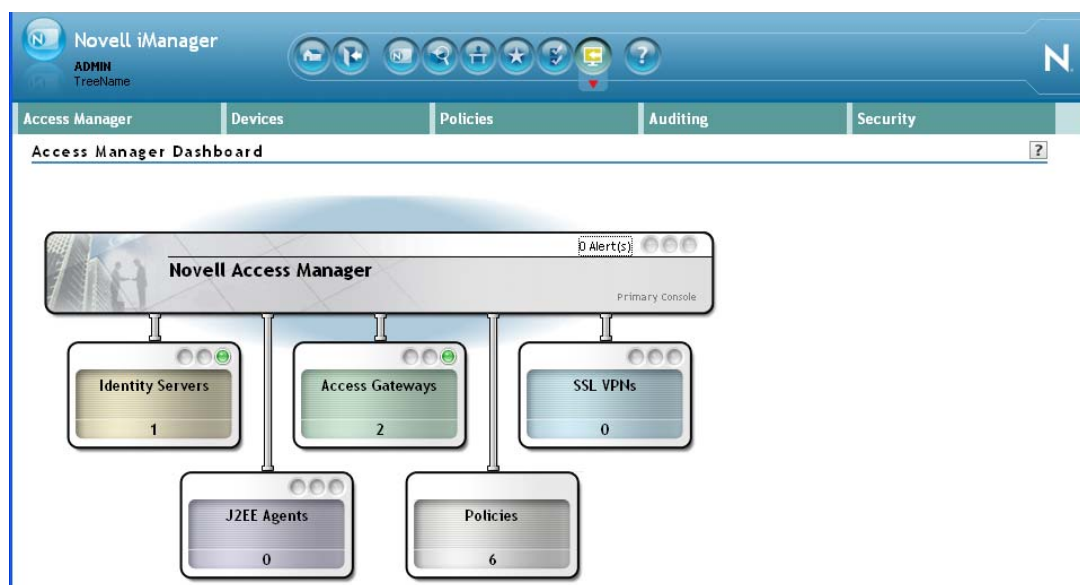 Novell iManager
ADMIN
TreeName
N
Access Manager Devices Policies Auditing Security
Access Manager Dashboard ?
0 Alert(s)
Novell Access Manager
Primary Console
Identity Servers
1
Access Gateways
2
SSL VPNs
0
J2EE Agents
0
Policies
6